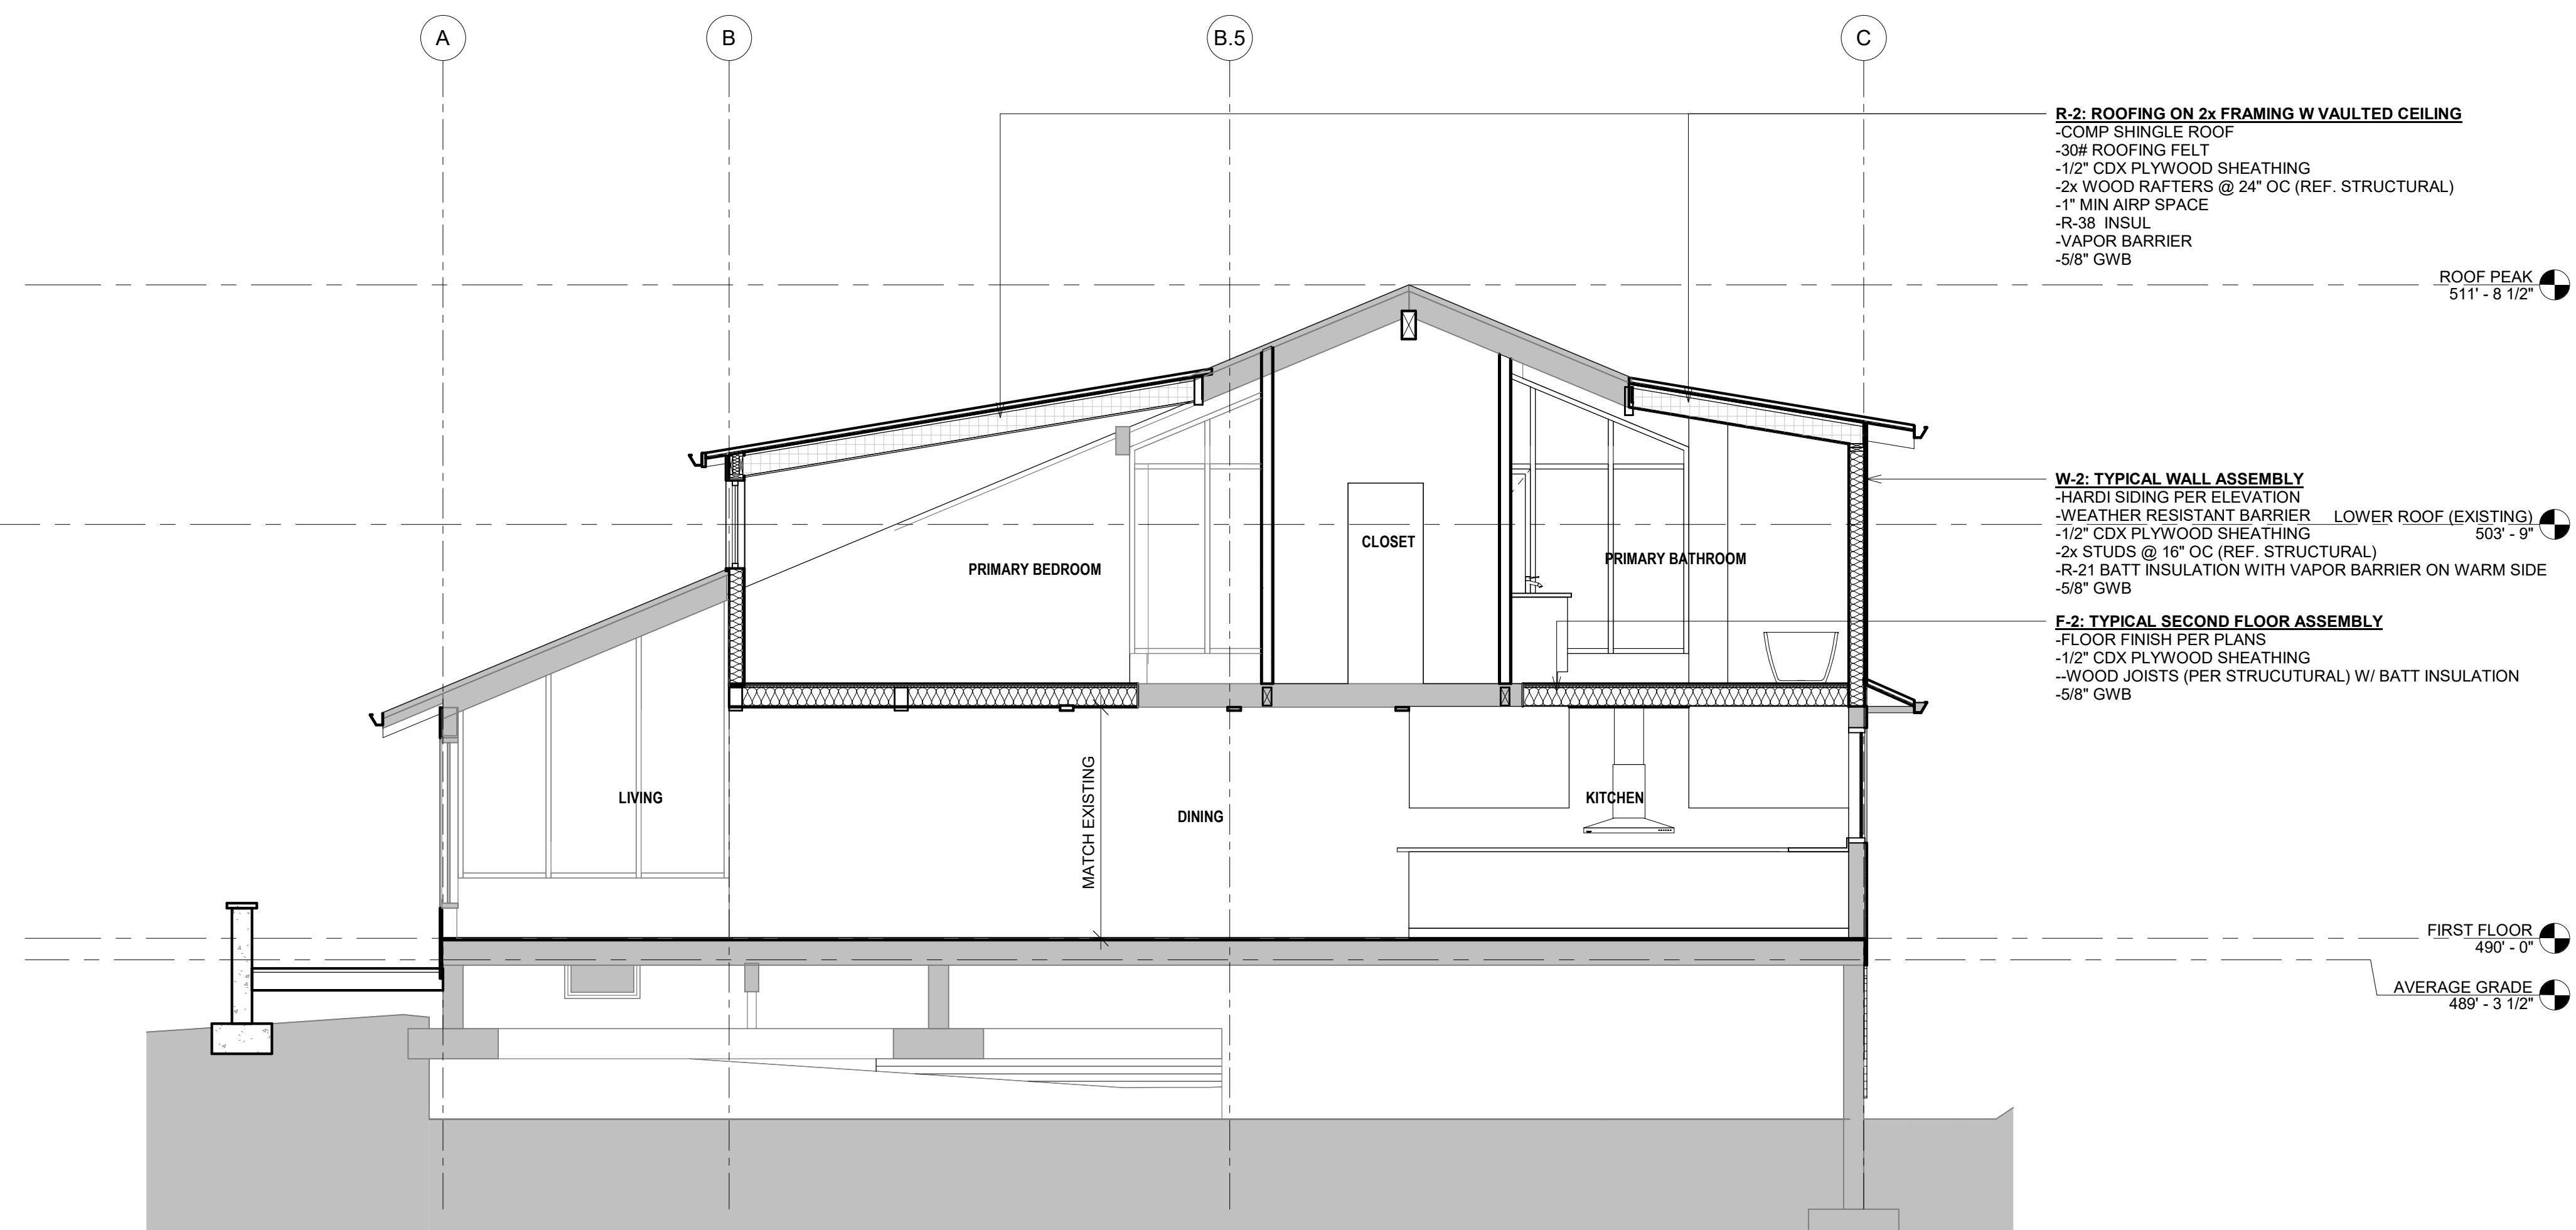 A
B
B.5
C
R-2: ROOFING ON 2x FRAMING W VAULTED CEILING
-COMP SHINGLE ROOF
-30# ROOFING FELT
-1/2" CDX PLYWOOD SHEATHING
-2x WOOD RAFTERS @ 24" OC (REF. STRUCTURAL)
-1" MIN AIRP SPACE
-R-38 INSUL
-VAPOR BARRIER
-5/8" GWB
ROOF PEAK
511' - 8 1/2"
W-2: TYPICAL WALL ASSEMBLY
-HARDI SIDING PER ELEVATION
-WEATHER RESISTANT BARRIER
-1/2" CDX PLYWOOD SHEATHING
-2x STUDS @ 16" OC (REF. STRUCTURAL)
-R-21 BATT INSULATION WITH VAPOR BARRIER ON WARM SIDE
-5/8" GWB
LOWER ROOF (EXISTING)
503' - 9"
F-2: TYPICAL SECOND FLOOR ASSEMBLY
-FLOOR FINISH PER PLANS
-1/2" CDX PLYWOOD SHEATHING
--WOOD JOISTS (PER STRUCUTURAL) W/ BATT INSULATION
-5/8" GWB
PRIMARY BEDROOM
CLOSET
PRIMARY BATHROOM
LIVING
MATCH EXISTING
DINING
KITCHEN
FIRST FLOOR
490' - 0"
AVERAGE GRADE
489' - 3 1/2"